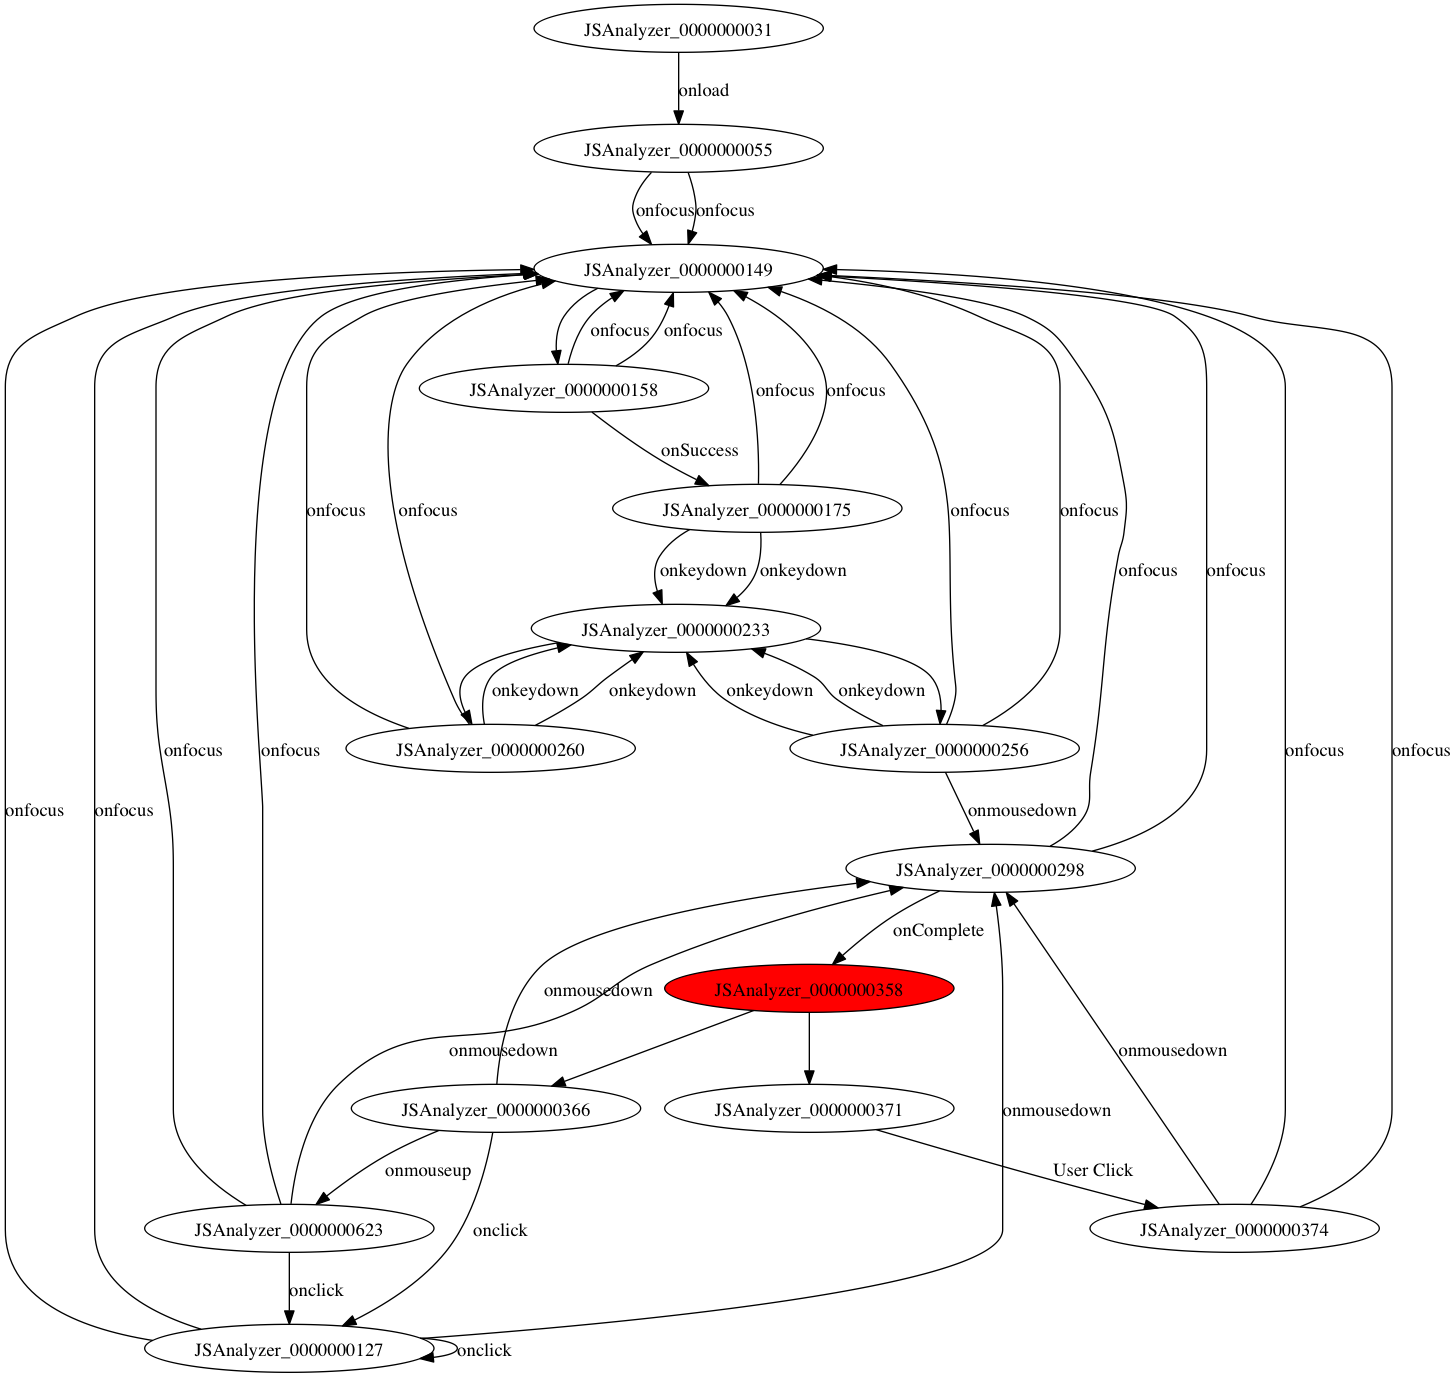 JSAnalyzer_0000000031
onload
JSAnalyzer_0000000055
onfocus
onfocus
JSAnalyzer_0000000149
onfocus
onfocus
JSAnalyzer_0000000158
onfocus
onfocus
onSuccess
onfocus
onfocus
JSAnalyzer_0000000175
onfocus
onfocus
onkeydown
onkeydown
onfocus
onfocus
JSAnalyzer_0000000233
onkeydown
onkeydown
onkeydown
onkeydown
onfocus
onfocus
JSAnalyzer_0000000260
JSAnalyzer_0000000256
onfocus
onfocus
onfocus
onfocus
onmousedown
JSAnalyzer_0000000298
onComplete
onmousedown
JSAnalyzer_0000000358
onmousedown
onmousedown
JSAnalyzer_0000000366
JSAnalyzer_0000000371
onmousedown
onmouseup
User Click
JSAnalyzer_0000000623
onclick
JSAnalyzer_0000000374
onclick
JSAnalyzer_0000000127
onclick